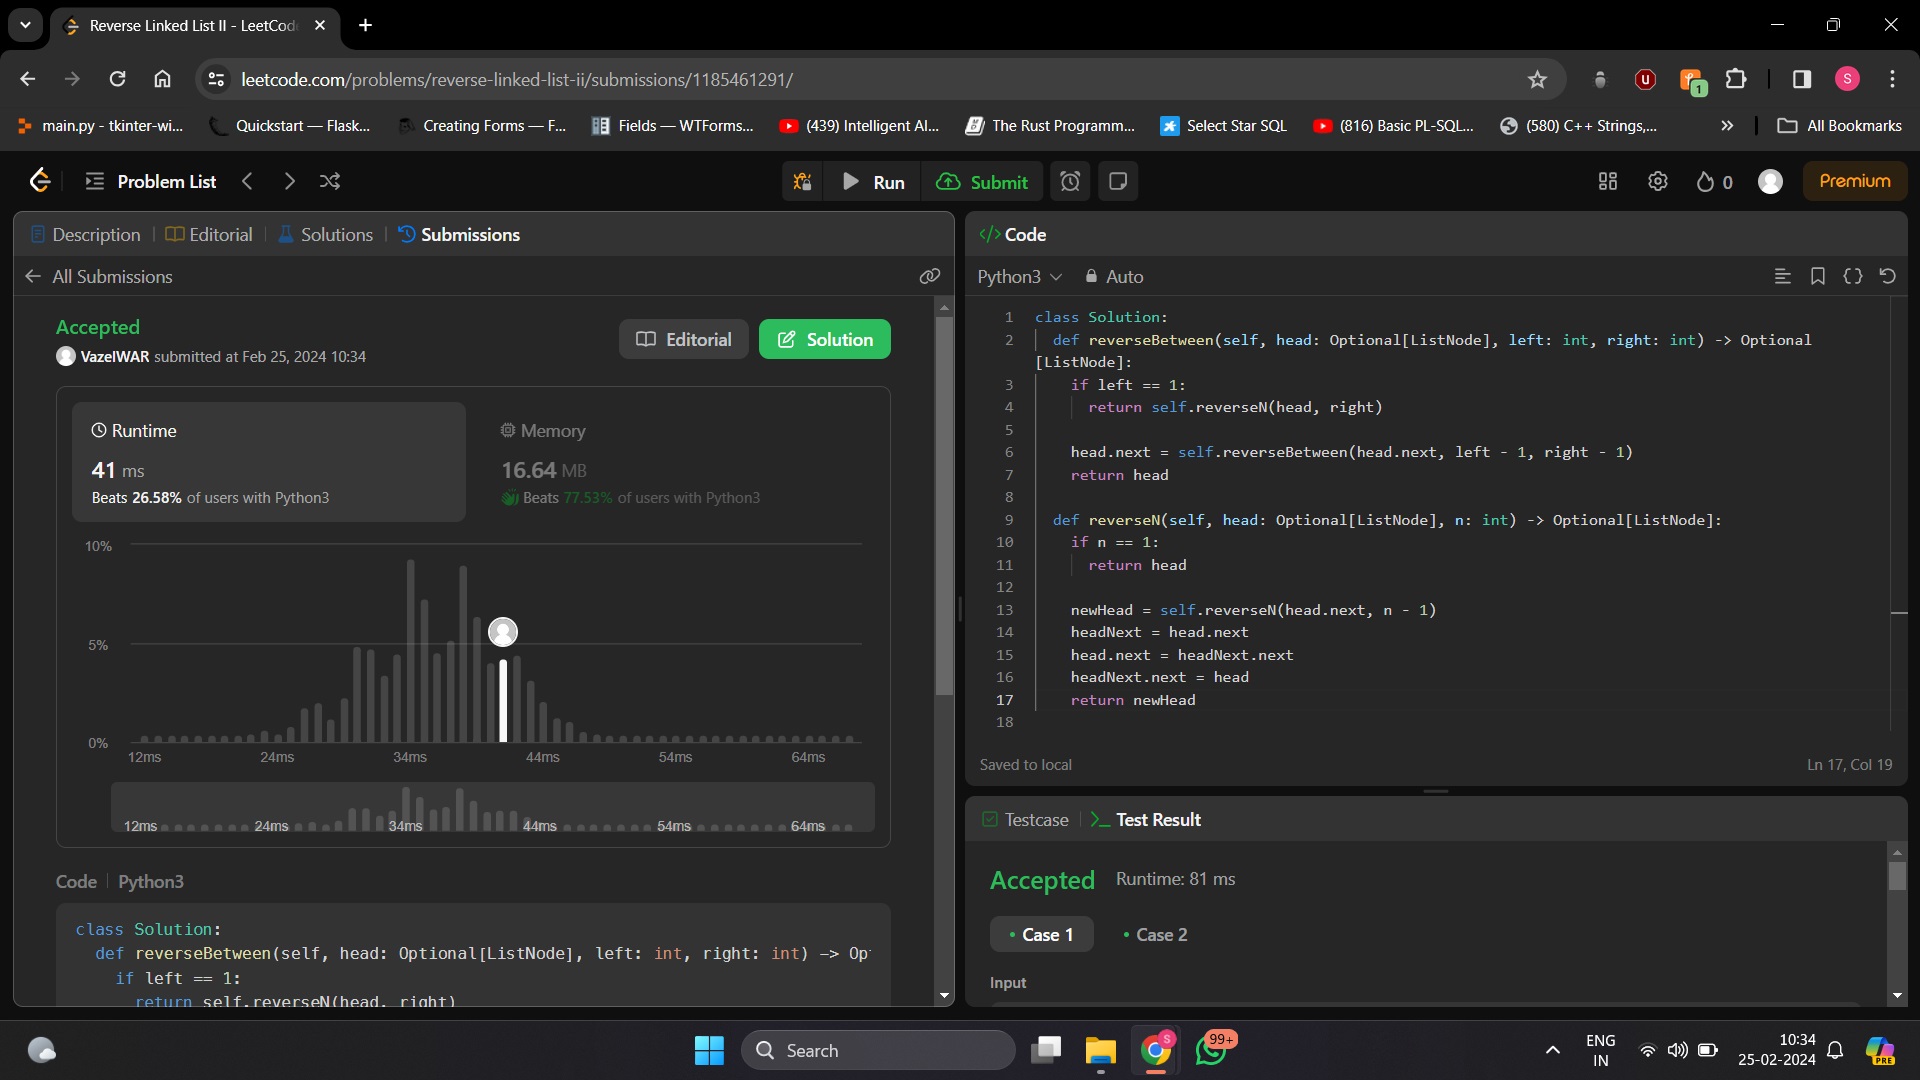 Reverse Linked List II - LeetCod
leetcode.com/problems/reverse-linked-list-ii/submissions/1185461291/
U
1
S
main.py - tkinter-wi...
Quickstart — Flask...
Creating Forms — F...
Fields — WTForms...
(439) Intelligent AI...
The Rust Programm...
Select Star SQL
(816) Basic PL-SQL...
(580) C++ Strings,...
»
All Bookmarks
Problem List
Run
Submit
0
Premium
Description
Editorial
Solutions
Submissions
All Submissions
Accepted
VazelWAR submitted at Feb 25, 2024 10:34
Editorial
Solution
Runtime
41 ms
Beats 26.58% of users with Python3
Memory
16.64 MB
Beats 77.53% of users with Python3
10%
5%
0%
12ms 24ms 34ms 44ms 54ms 64ms
12ms 24ms 34ms 44ms 54ms 64ms
Code
Python3
class Solution:
def reverseBetween(self, head: Optional[ListNode], left: int, right: int) -> Op
if left == 1:
return self.reverseN(head, right)
</> Code
Python3
Auto
1 class Solution:
2 def reverseBetween(self, head: Optional[ListNode], left: int, right: int) -> Optional
[ListNode]:
3 if left == 1:
4 return self.reverseN(head, right)
5
6 head.next = self.reverseBetween(head.next, left - 1, right - 1)
7 return head
8
9 def reverseN(self, head: Optional[ListNode], n: int) -> Optional[ListNode]:
10 if n == 1:
11 return head
12
13 newHead = self.reverseN(head.next, n - 1)
14 headNext = head.next
15 head.next = headNext.next
16 headNext.next = head
17 return newHead
18
Saved to local
Ln 17, Col 19
Testcase
>_ Test Result
Accepted
Runtime: 81 ms
• Case 1
• Case 2
Input
Search
S
99+
ENG
IN
10:34
25-02-2024
PRE